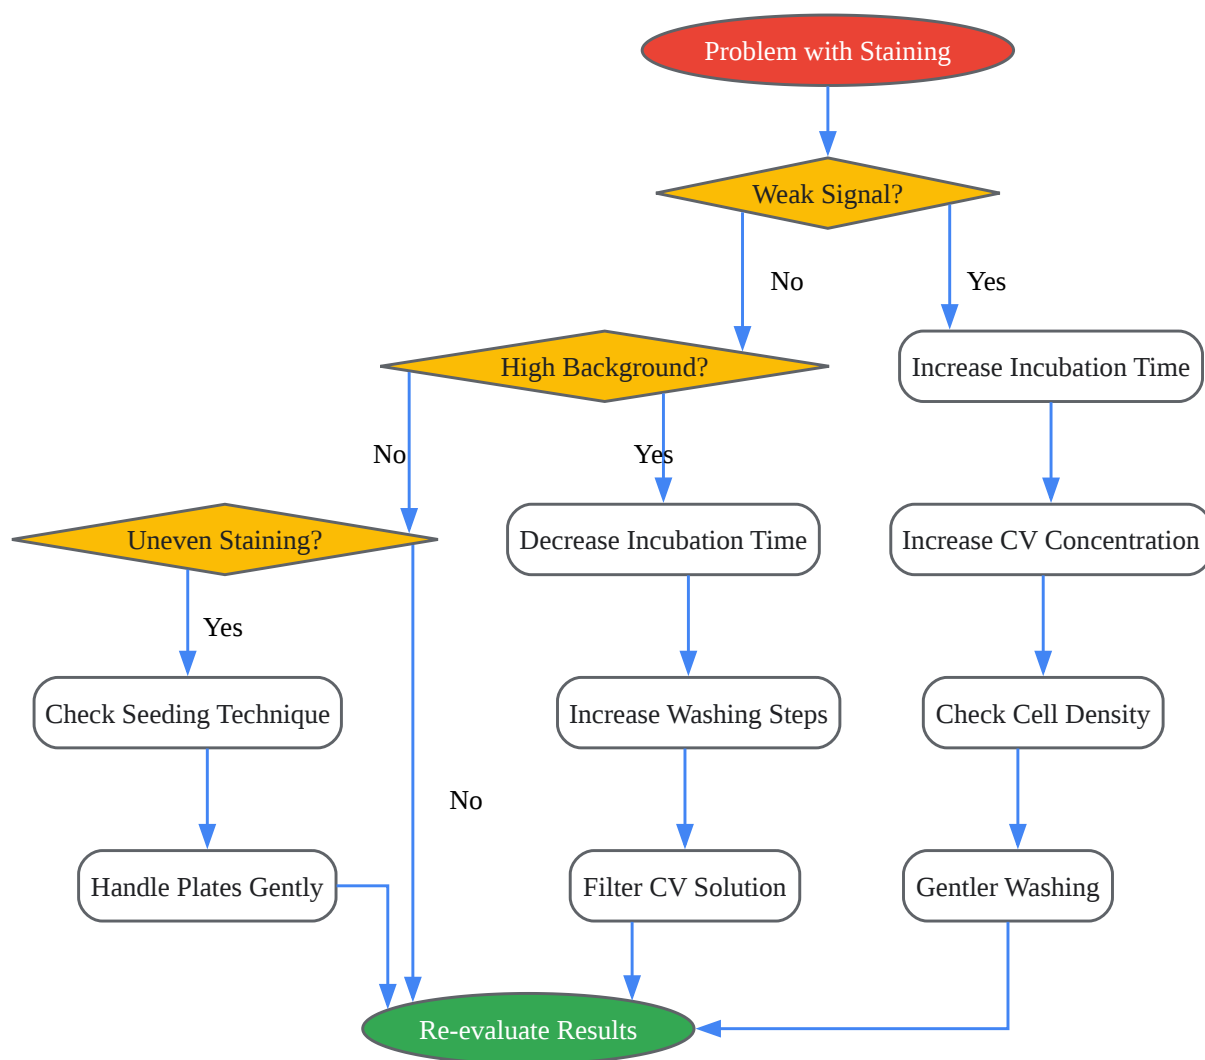 Problem with Staining
Weak Signal?
No
Yes
High Background?
Increase Incubation Time
No
Yes
Uneven Staining?
Decrease Incubation Time
Increase CV Concentration
Yes
Check Seeding Technique
Increase Washing Steps
Check Cell Density
No
Handle Plates Gently
Filter CV Solution
Gentler Washing
Re-evaluate Results